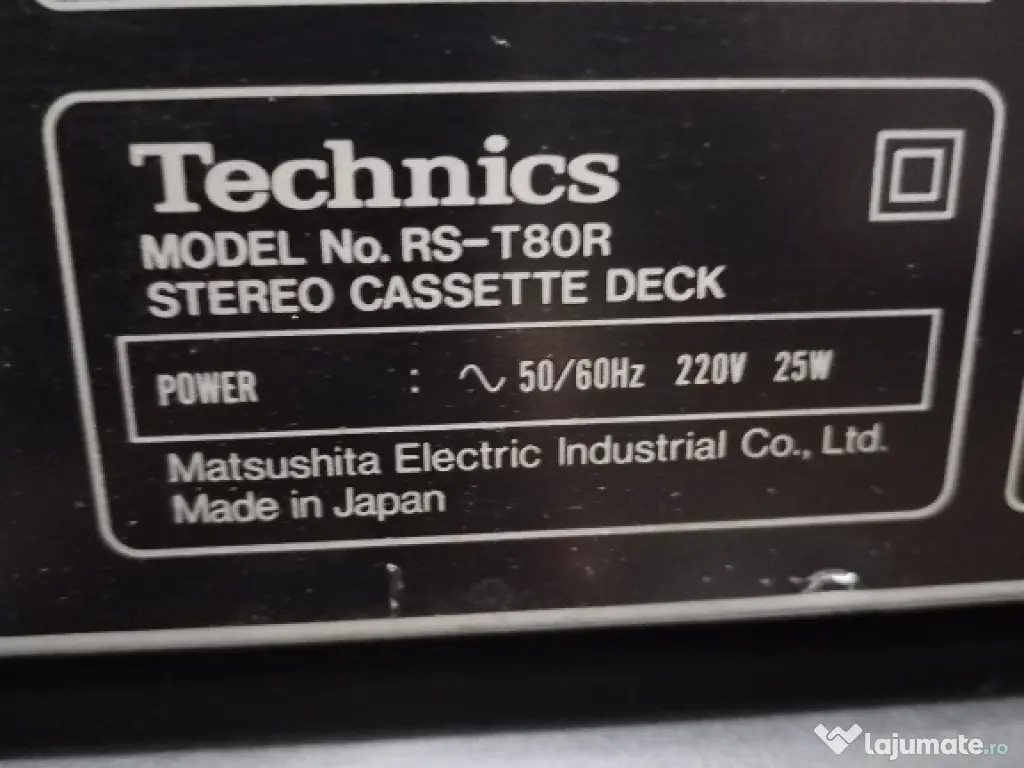 Technics
MODEL No. RS-T80R
STEREO CASSETTE DECK
POWER : ∿ 50/60Hz 220V 25W
Matsushita Electric Industrial Co., Ltd.
Made in Japan
lajumate.ro